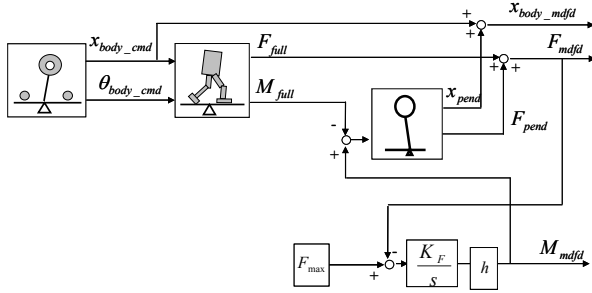 x_body_mdfd
x_body_cmd
+
+
F_full
F_mdfd
+
+
θ_body_cmd
M_full
x_pend
F_pend
-
+
-
F_max
+
K_F
s
h
M_mdfd